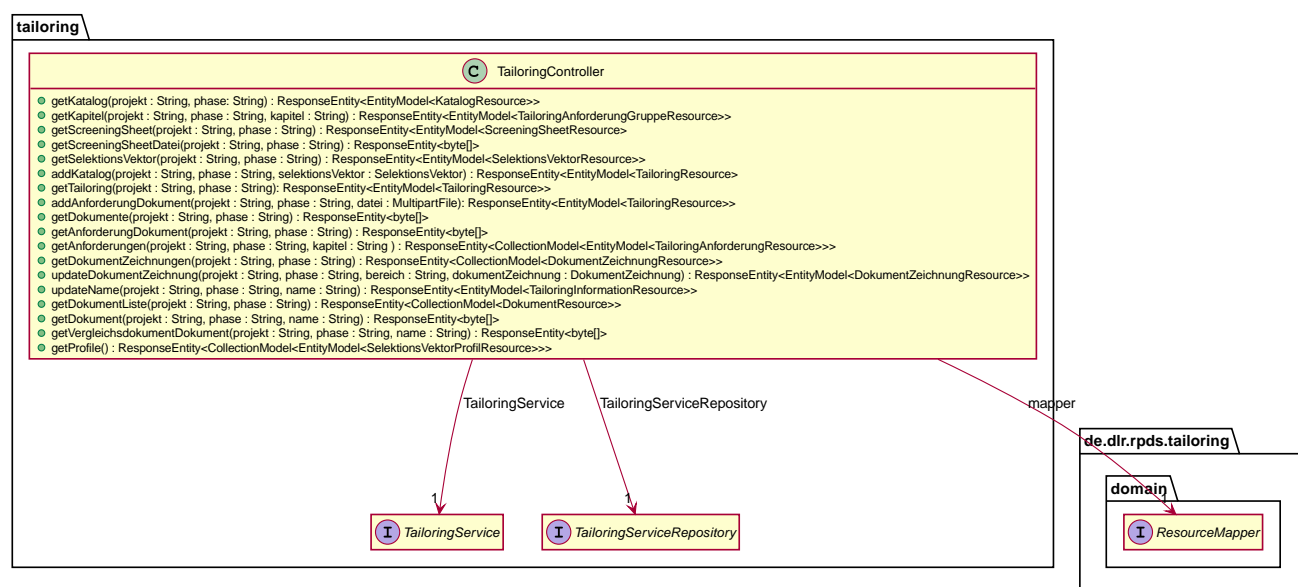 tailoring
C TailoringController
getKatalog(projekt : String, phase: String) : ResponseEntity<EntityModel<KatalogResource>>
getKapitel(projekt : String, phase : String, kapitel : String) : ResponseEntity<EntityModel<TailoringAnforderungGruppeResource>>
getScreeningSheet(projekt : String, phase : String) : ResponseEntity<EntityModel<ScreeningSheetResource>
getScreeningSheetDatei(projekt : String, phase : String) : ResponseEntity<byte[]>
getSelektionsVektor(projekt : String, phase : String) : ResponseEntity<EntityModel<SelektionsVektorResource>>
addKatalog(projekt : String, phase : String, selektionsVektor : SelektionsVektor) : ResponseEntity<EntityModel<TailoringResource>
getTailoring(projekt : String, phase : String): ResponseEntity<EntityModel<TailoringResource>>
addAnforderungDokument(projekt : String, phase : String, datei : MultipartFile): ResponseEntity<EntityModel<TailoringResource>>
getDokumente(projekt : String, phase : String) : ResponseEntity<byte[]>
getAnforderungDokument(projekt : String, phase : String) : ResponseEntity<byte[]>
getAnforderungen(projekt : String, phase : String, kapitel : String ) : ResponseEntity<CollectionModel<EntityModel<TailoringAnforderungResource>>>
getDokumentZeichnungen(projekt : String, phase : String) : ResponseEntity<CollectionModel<DokumentZeichnungResource>>
updateDokumentZeichnung(projekt : String, phase : String, bereich : String, dokumentZeichnung : DokumentZeichnung) : ResponseEntity<EntityModel<DokumentZeichnungResource>>
updateName(projekt : String, phase : String, name : String) : ResponseEntity<EntityModel<TailoringInformationResource>>
getDokumentListe(projekt : String, phase : String) : ResponseEntity<CollectionModel<DokumentResource>>
getDokument(projekt : String, phase : String, name : String) : ResponseEntity<byte[]>
getVergleichsdokumentDokument(projekt : String, phase : String, name : String) : ResponseEntity<byte[]>
getProfile() : ResponseEntity<CollectionModel<EntityModel<SelektionsVektorProfilResource>>>
TailoringService
TailoringServiceRepository
mapper
de.dlr.rpds.tailoring
domain
1
1
1
I TailoringService
I TailoringServiceRepository
I ResourceMapper